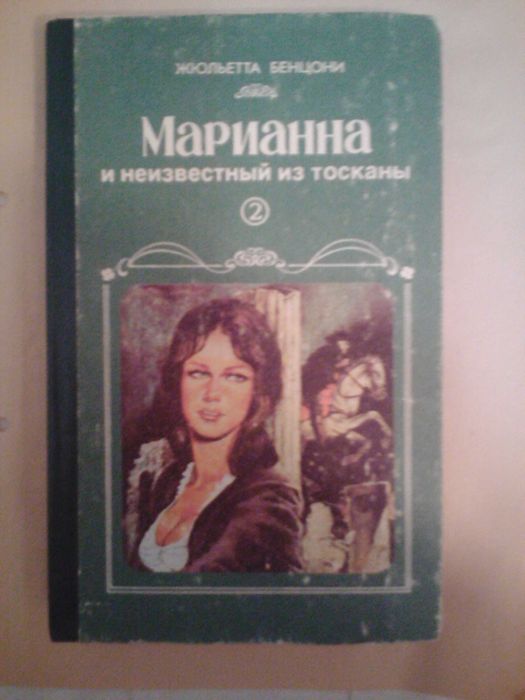 ЖЮЛЬЕТТА БЕНЦОНИ
МАРИАННА
И НЕИЗВЕСТНЫЙ ИЗ ТОСКАНЫ
2